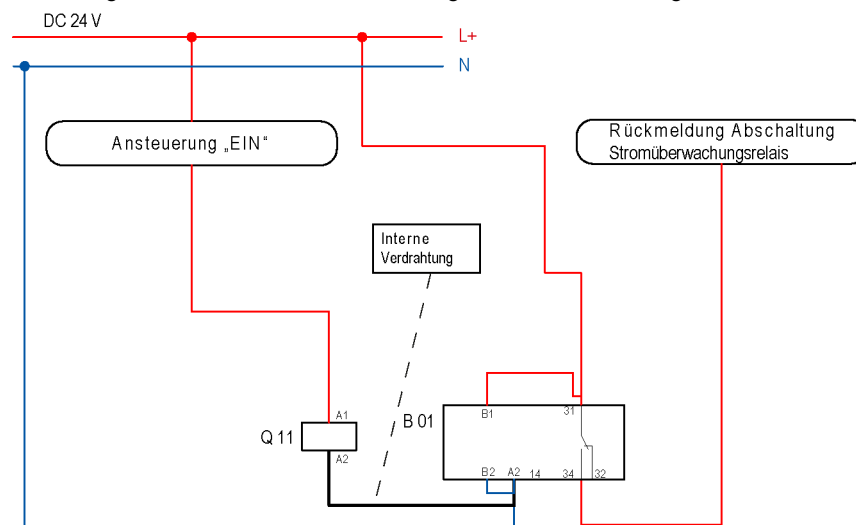 DC 24 V
L+
N
Ansteuerung „EIN“
Rückmeldung Abschaltung
Stromüberwachungsrelais
Interne
Verdrahtung
A1
Q 11
A2
B 01
B1
31
B2
A2
14
34
32